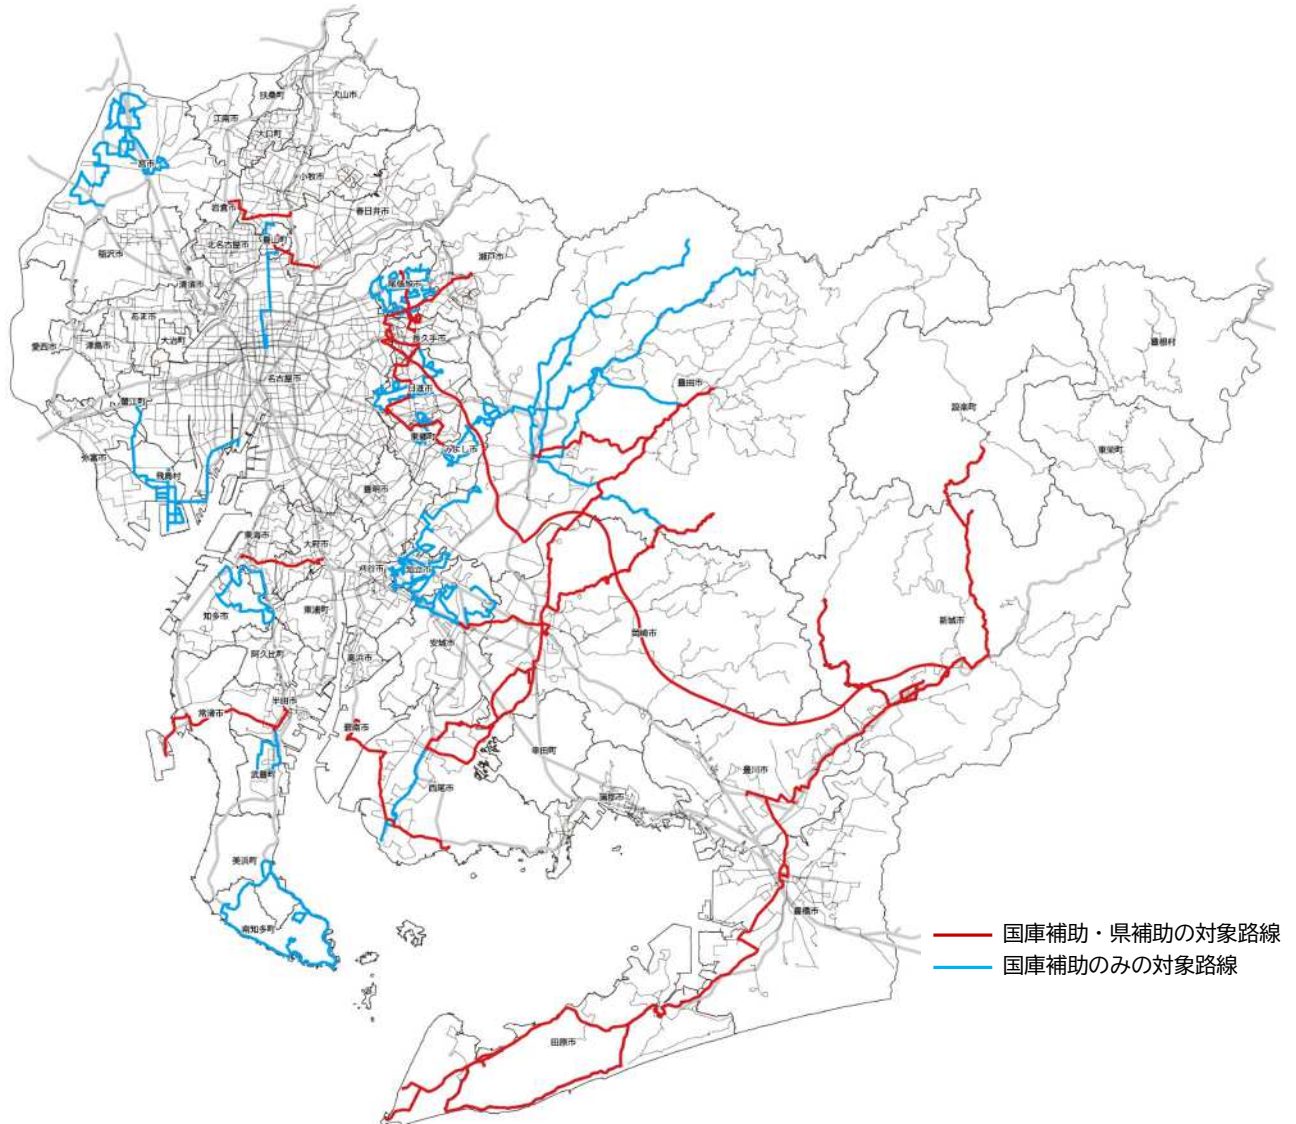 扶桑町
犬山市
江南市
大口町
一宮市
小牧市
岩倉市
春日井市
豊山町
北名古屋市
稲沢市
瀬戸市
清須市
尾張旭市
あま市
長久手市
愛西市
津島市
大治町
豊根村
名古屋市
日進市
豊田市
蟹江町
設楽町
東郷町
みよし市
東栄町
弥富市
飛島村
豊明市
東海市
大府市
刈谷市
知立市
知多市
東浦町
新城市
岡崎市
安城市
阿久比町
高浜市
半田市
常滑市
碧南市
幸田町
豊川市
武豊町
西尾市
蒲郡市
美浜町
豊橋市
南知多町
国庫補助・県補助の対象路線
国庫補助のみの対象路線
田原市